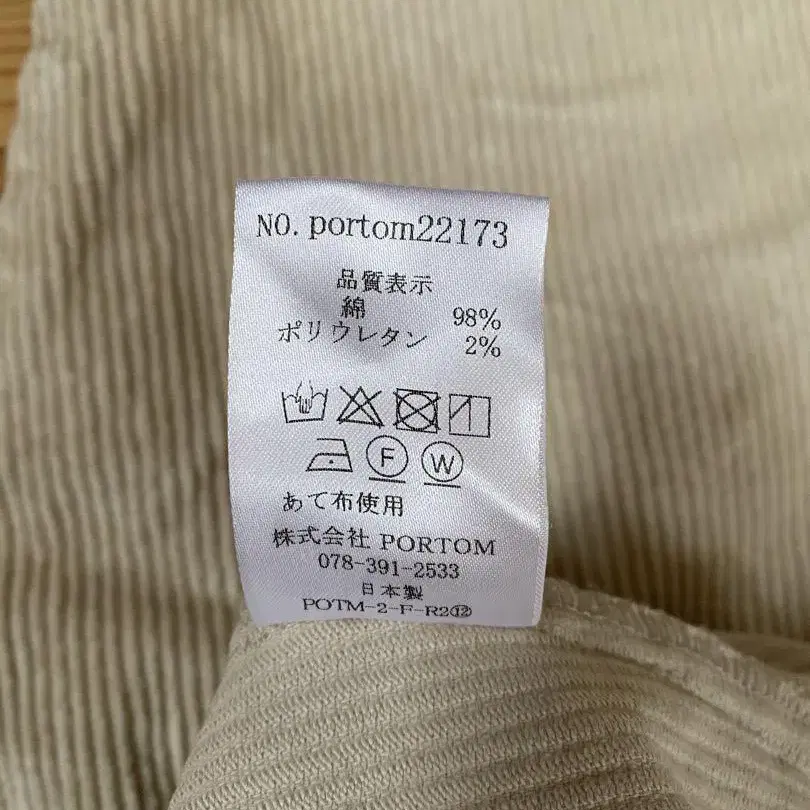 NO. portom22173
品質表示
綿 98%
ポリウレタン 2%
F W
あて布使用
株式会社 PORTOM
078-391-2533
日本製
POTM-2-F-R2⑫